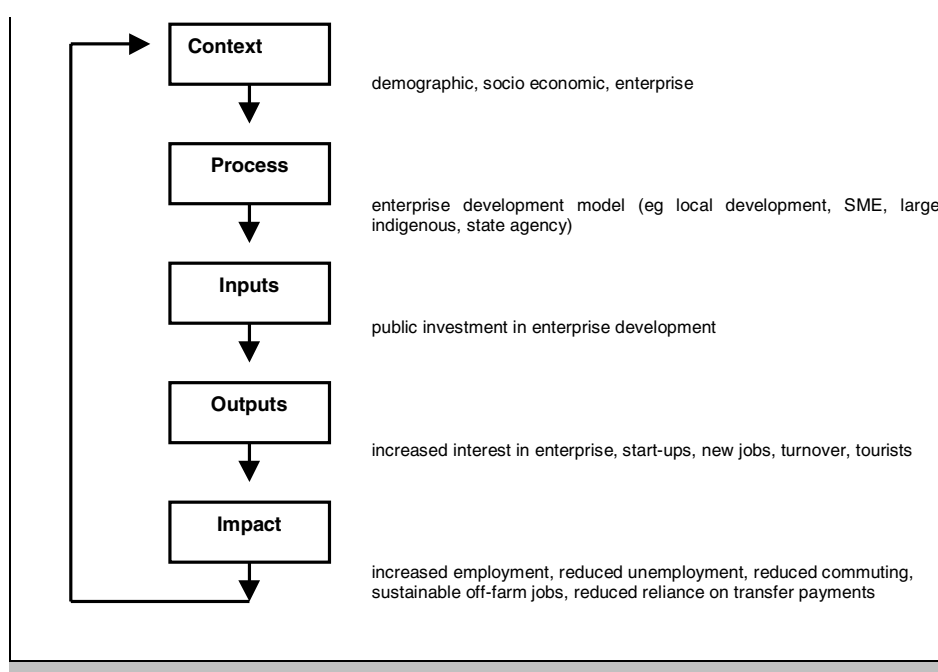 Context
demographic, socio economic, enterprise
Process
enterprise development model (eg local development, SME, large
indigenous, state agency)
Inputs
public investment in enterprise development
Outputs
increased interest in enterprise, start-ups, new jobs, turnover, tourists
Impact
increased employment, reduced unemployment, reduced commuting,
sustainable off-farm jobs, reduced reliance on transfer payments